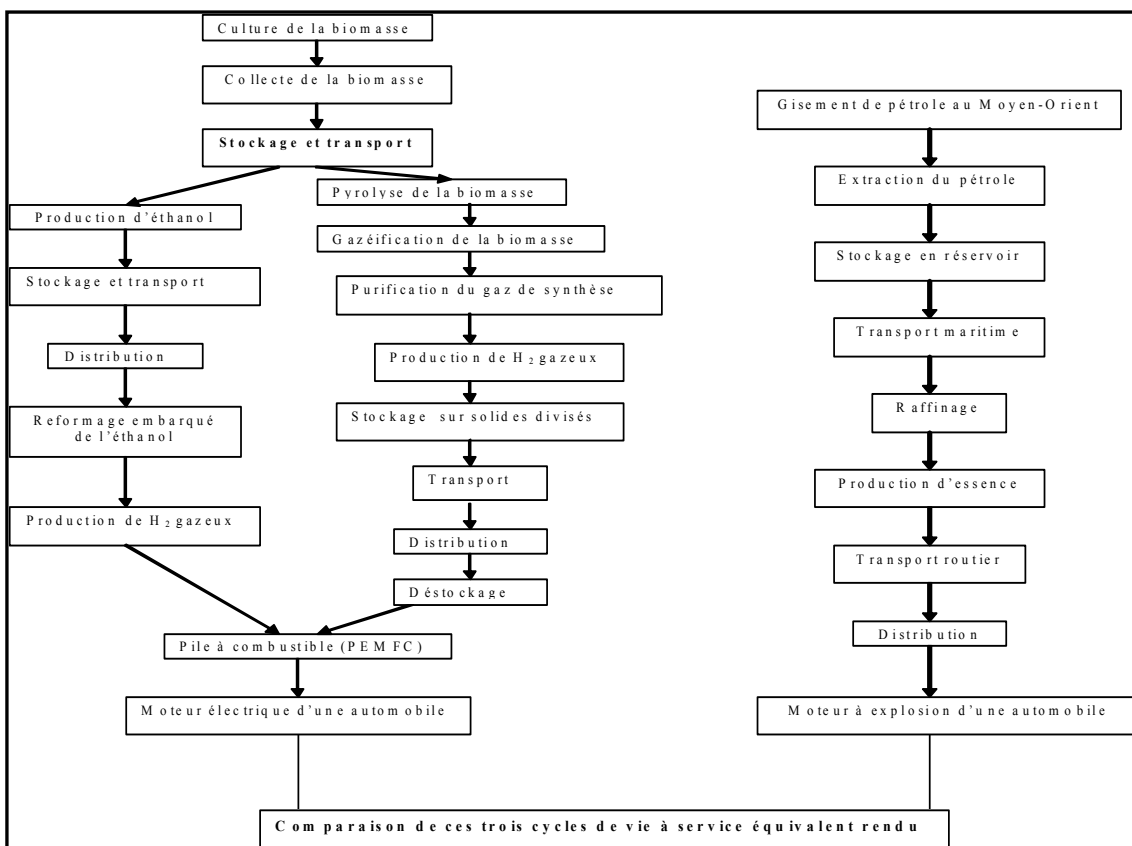 Culture de la biomasse
Collecte de la biomasse
Stockage et transport
Production d'éthanol
Stockage et transport
Distribution
Reformage embarqué
de l'éthanol
Production de H₂ gazeux
Pyrolyse de la biomasse
Gazéification de la biomasse
Purification du gaz de synthèse
Production de H₂ gazeux
Stockage sur solides divisés
Transport
Distribution
Déstockage
Pile à combustible (PEMFC)
Moteur électrique d'une automobile
Gisement de pétrole au Moyen-Orient
Extraction du pétrole
Stockage en réservoir
Transport maritime
Raffinage
Production d'essence
Transport routier
Distribution
Moteur à explosion d'une automobile
Comparaison de ces trois cycles de vie à service équivalent rendu